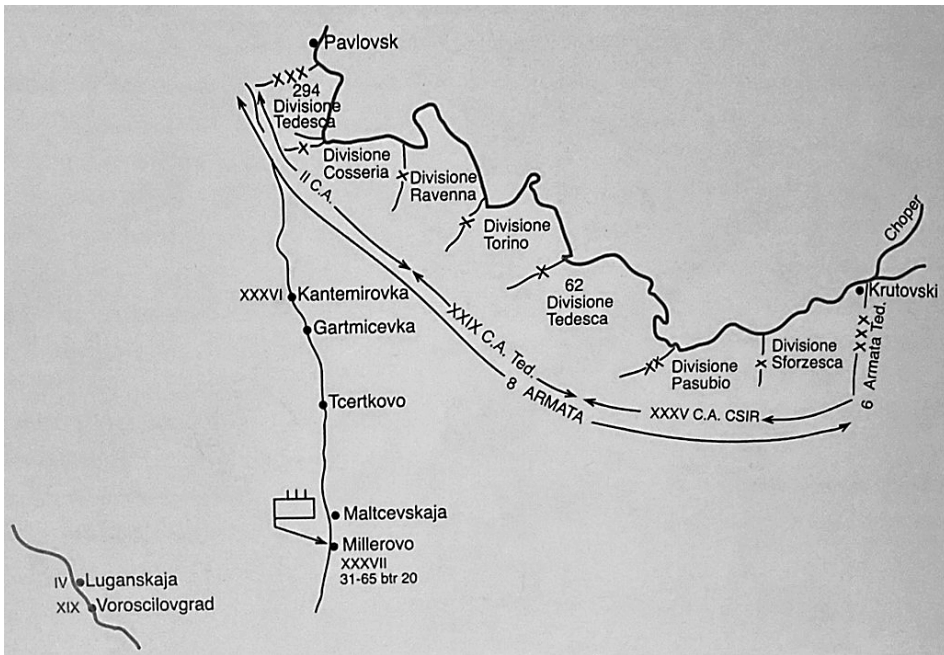 Pavlovsk
XXX
294
Divisione
Tedesca
X
Divisione
Cosseria
II C.A.
X
Divisione
Ravenna
X
Divisione
Torino
X
62
Divisione
Tedesca
Choper
Krutovski
XXX
6 Armata Ted.
XXXVI
Kantemirovka
Gartmicevka
XXIX C.A. Ted.
8 ARMATA
XX
Divisione
Pasubio
X
Divisione
Sforzesca
XXXV C.A. CSIR
Tcertkovo
Maltcevskaja
Millerovo
XXXVII
31-65 btr 20
IV
Luganskaja
XIX
Voroscilovgrad